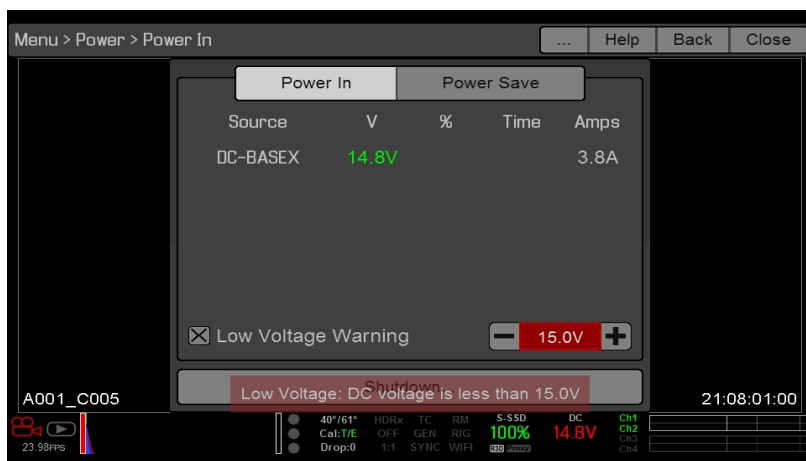 Menu > Power > Power In ... Help Back Close
Power In Power Save
Source V % Time Amps
DC-BASEX 14.8V 3.8A
Low Voltage Warning 15.0V
Shutdown...
Low Voltage: DC voltage is less than 15.0V
A001_C005 21:08:01:00
40°/61° HDRx TC RM S-SSD DC Ch1
Cal:T/E OFF GEN RIG 100% 14.8V Ch2
23.98FPS Drop:0 1:1 SYNC WIFI R3D Proxy Ch3
Ch4